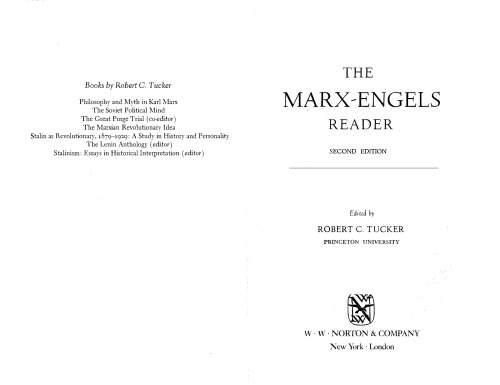 Books by Robert C. Tucker
Philosophy and Myth in Karl Marx
The Soviet Political Mind
The Great Purge Trial (co-editor)
The Marxian Revolutionary Idea
Stalin as Revolutionary, 1879-1929: A Study in History and Personality
The Lenin Anthology (editor)
Stalinism: Essays in Historical Interpretation (editor)
THE
MARX-ENGELS
READER
SECOND EDITION
Edited by
ROBERT C. TUCKER
PRINCETON UNIVERSITY
W · W · NORTON & COMPANY
New York · London